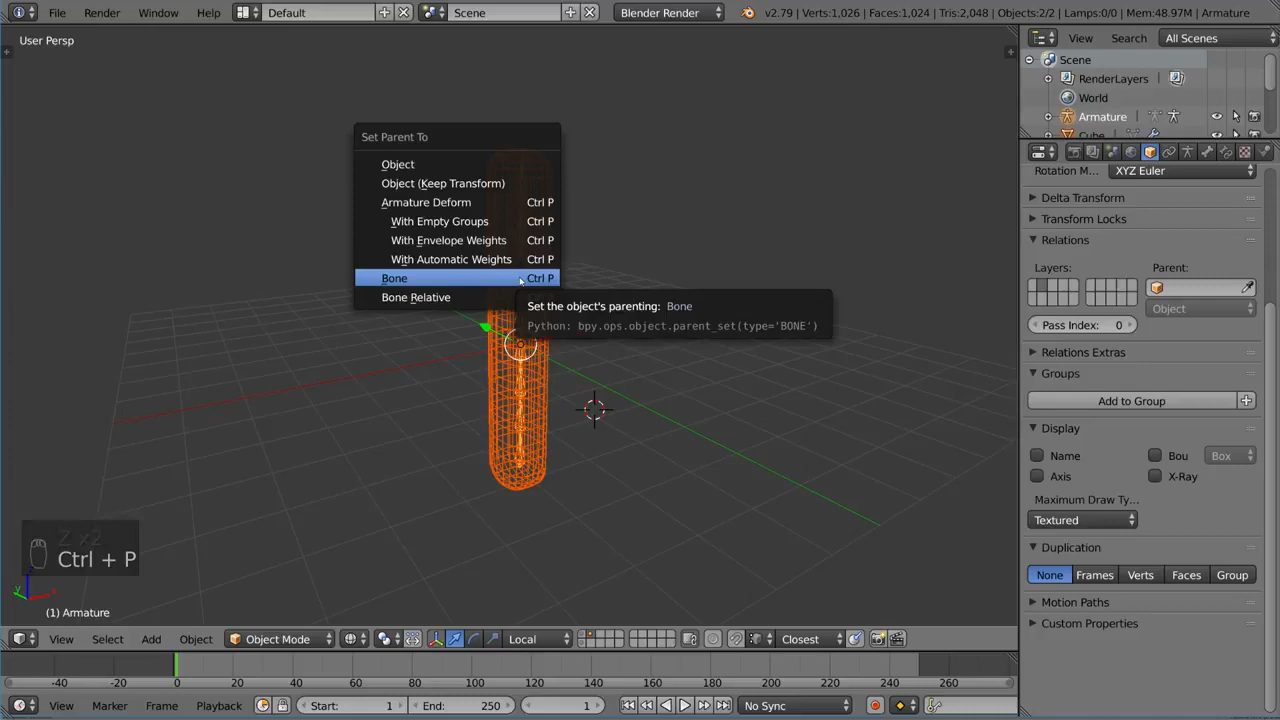 File Render Window Help Default Scene Blender Render v2.79 | Verts:1,026 | Faces:1,024 | Tris:2,048 | Objects:2/2 | Lamps:0/0 | Mem:48.97M | Armature
User Persp
View Search All Scenes
Scene
RenderLayers
World
Armature
Cube
Set Parent To
Object
Object (Keep Transform)
Armature Deform Ctrl P
With Empty Groups Ctrl P
With Envelope Weights Ctrl P
With Automatic Weights Ctrl P
Bone Ctrl P
Bone Relative
Set the object's parenting: Bone
Python: bpy.ops.object.parent_set(type='BONE')
Rotation M... XYZ Euler
Delta Transform
Transform Locks
Relations
Layers: Parent:
Object
Pass Index: 0
Relations Extras
Groups
Add to Group
Display
Name Bou Box
Axis X-Ray
Maximum Draw Ty...
Textured
Duplication
None Frames Verts Faces Group
Motion Paths
Custom Properties
Z x2
Ctrl + P
z
y x
(1) Armature
View Select Add Object Object Mode Local Closest
-40 -20 0 20 40 60 80 100 120 140 160 180 200 220 240 260
View Marker Frame Playback Start: 1 End: 250 1 No Sync